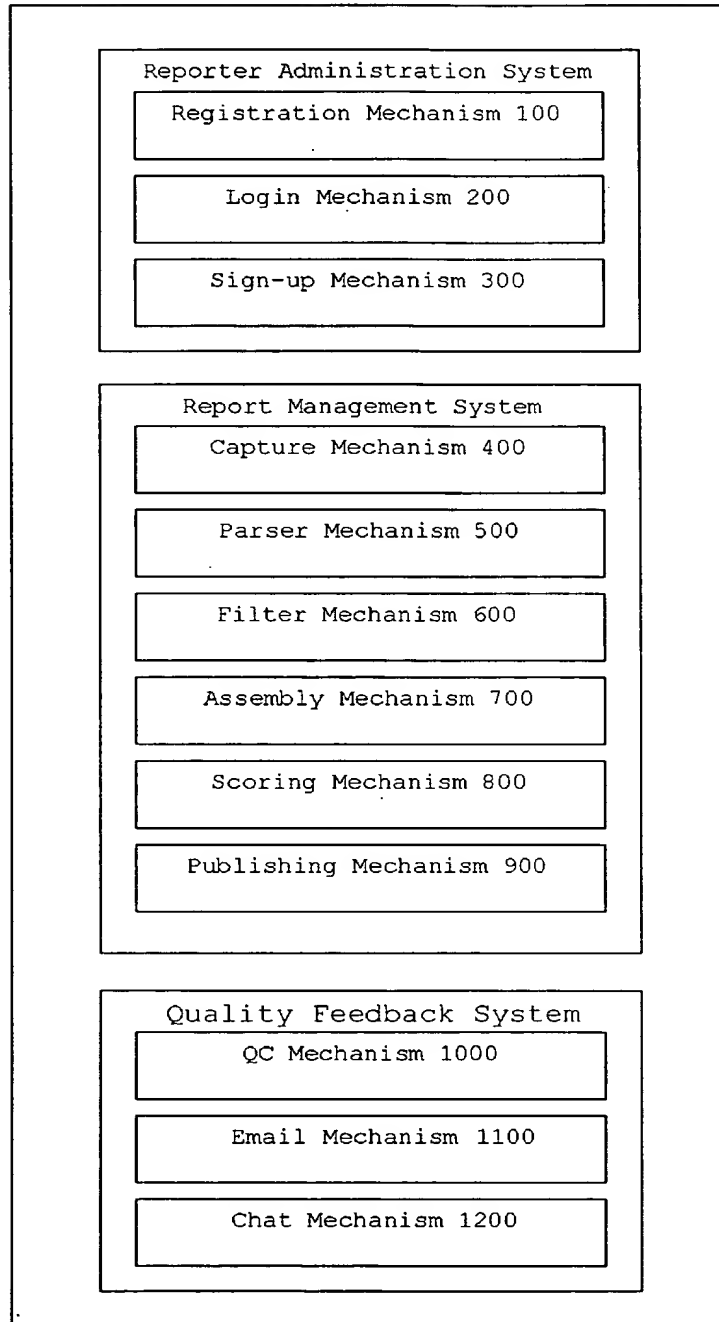 Reporter Administration System
Registration Mechanism 100
Login Mechanism 200
Sign-up Mechanism 300
Report Management System
Capture Mechanism 400
Parser Mechanism 500
Filter Mechanism 600
Assembly Mechanism 700
Scoring Mechanism 800
Publishing Mechanism 900
Quality Feedback System
QC Mechanism 1000
Email Mechanism 1100
Chat Mechanism 1200